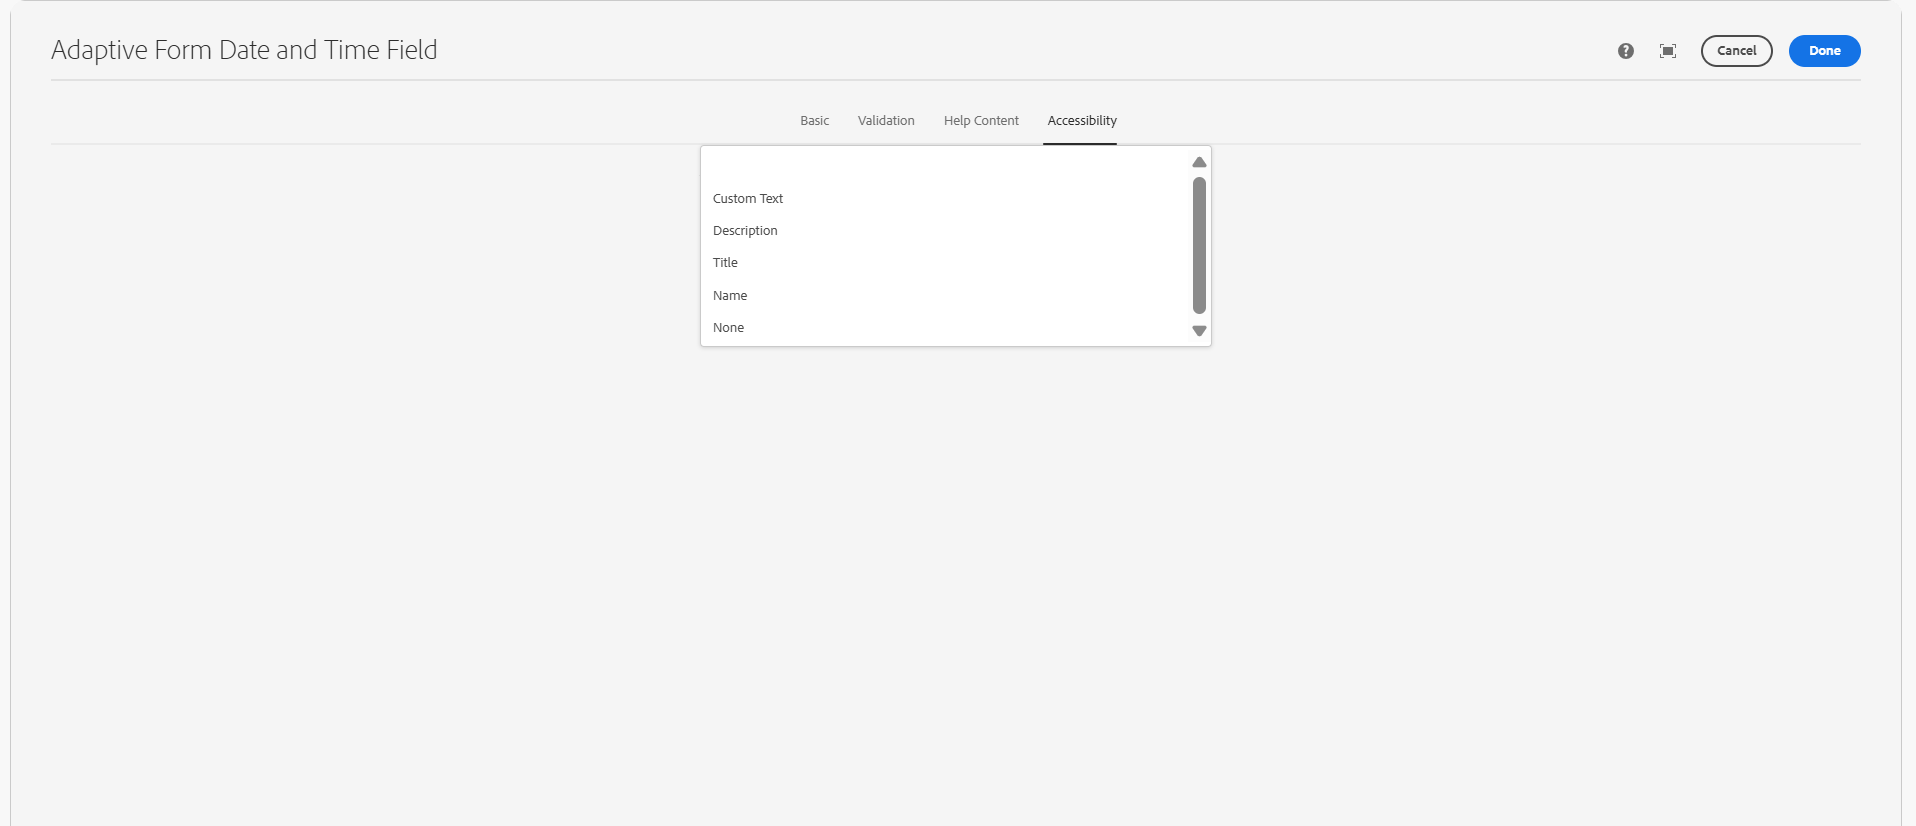 Adaptive Form Date and Time Field
Cancel
Done
Basic
Validation
Help Content
Accessibility
Custom Text
Description
Title
Name
None